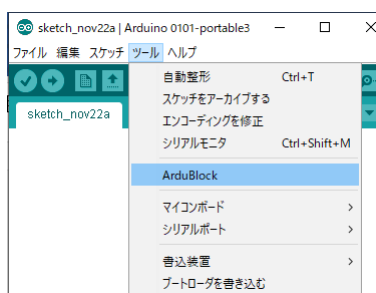 sketch_nov22a | Arduino 0101-portable3
ファイル 編集 スケッチ ツール ヘルプ
sketch_nov22a
自動整形 Ctrl+T
スケッチをアーカイブする
エンコーディングを修正
シリアルモニタ Ctrl+Shift+M
ArduBlock
マイコンボード >
シリアルポート >
書込装置 >
ブートローダを書き込む